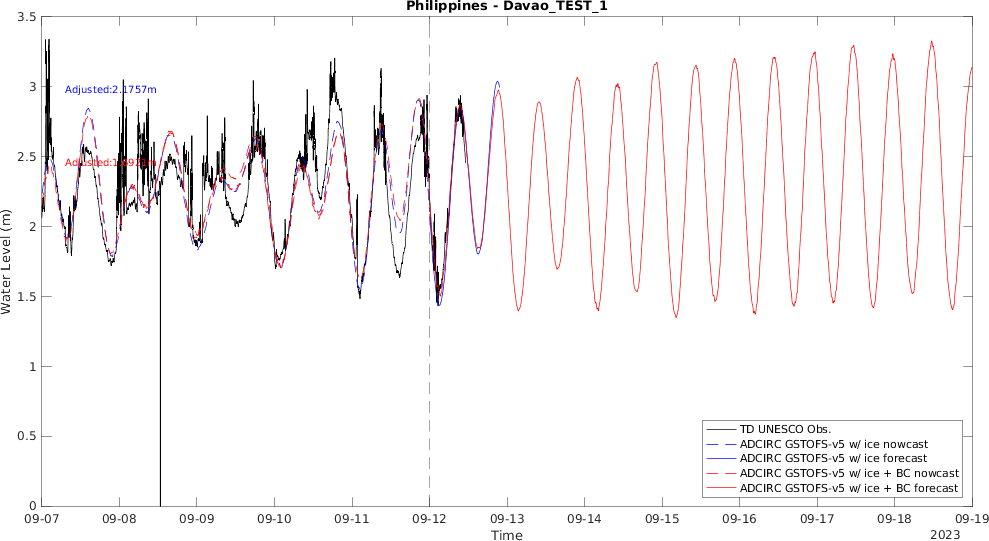 Philippines - Davao_TEST_1
3.5
3
2.5
2
1.5
1
0.5
0
Water Level (m)
Adjusted:2.1757m
TD UNESCO Obs.
ADCIRC GSTOFS-v5 w/ ice nowcast
ADCIRC GSTOFS-v5 w/ ice forecast
ADCIRC GSTOFS-v5 w/ ice + BC nowcast
ADCIRC GSTOFS-v5 w/ ice + BC forecast
09-07 09-08 09-09 09-10 09-11 09-12 09-13 09-14 09-15 09-16 09-17 09-18 09-19
Time
2023